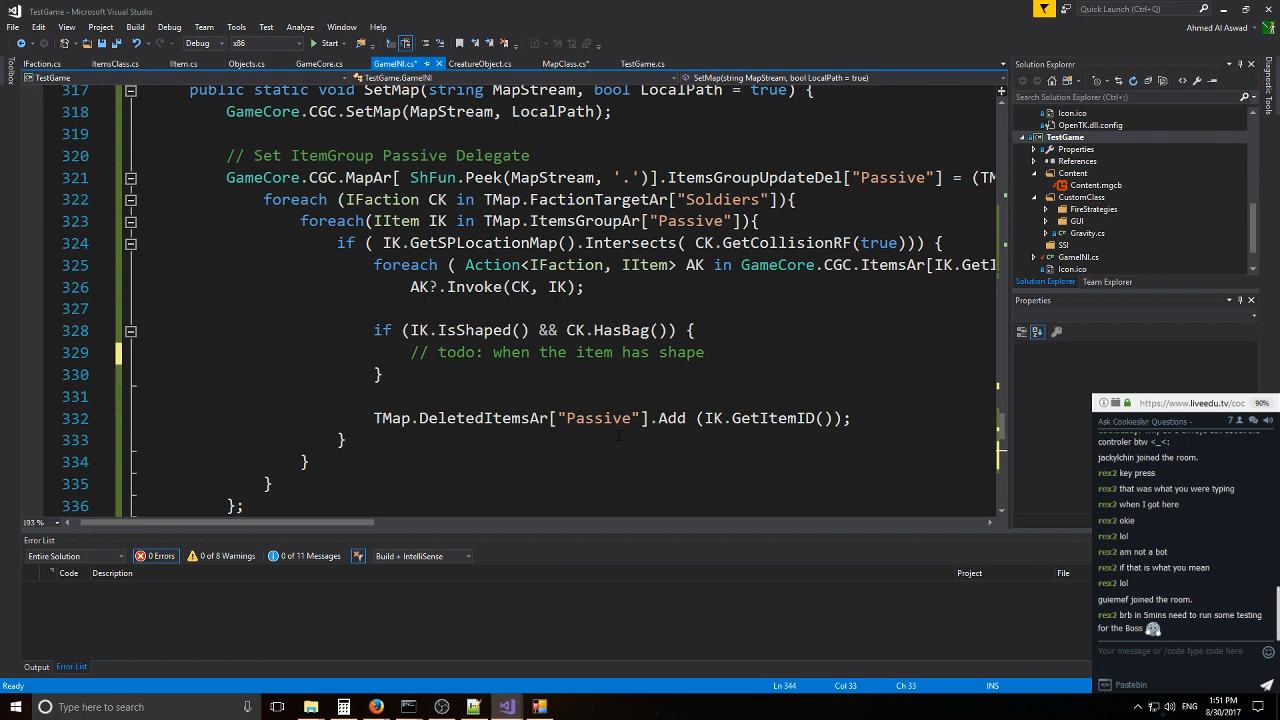 TestGame - Microsoft Visual Studio
Quick Launch (Ctrl+;)
File Edit View Project Build Debug Team Tools Test Analyze Window Help
Ahmed Al Aswad
Debug x86 Start
IFaction.cs ItemsClass.cs Item.cs Objects.cs GameCore.cs GameINI.cs* CreatureObject.cs MapClass.cs* TestGame.cs
TestGame TestGame.GameINI SetMap(string MapStream, bool LocalPath = true)
Toolbox
317 public static void SetMap(string MapStream, bool LocalPath = true) {
318 GameCore.CGC.SetMap(MapStream, LocalPath);
319
320 // Set ItemGroup Passive Delegate
321 GameCore.CGC.MapAr[ ShFun.Peek(MapStream, '.')].ItemsGroupUpdateDel["Passive"] = (TM
322 foreach (IFaction CK in TMap.FactionTargetAr["Soldiers"]){
323 foreach(IItem IK in TMap.ItemsGroupAr["Passive"]){
324 if ( IK.GetSPLocationMap().Intersects( CK.GetCollisionRF(true))) {
325 foreach ( Action<IFaction, IItem> AK in GameCore.CGC.ItemsAr[IK.GetI
326 AK?.Invoke(CK, IK);
327
328 if (IK.IsShaped() && CK.HasBag()) {
329 // todo: when the item has shape
330 }
331
332 TMap.DeletedItemsAr["Passive"].Add (IK.GetItemID());
333 }
334 }
335 }
336 };
193 %
Solution Explorer
Search Solution Explorer (Ctrl+;)
Icon.ico
OpenTK.dll.config
TestGame
Properties
References
Content
Content.mgcb
CustomClass
FireStrategies
GUI
Gravity.cs
SSI
GameINI.cs
Icon.ico
Solution Explorer Team Explorer
Properties
Diagnostic Tools
Error List
Entire Solution 0 Errors 0 of 8 Warnings 0 of 11 Messages Build + IntelliSense
Code Description Project File
Output Error List
Ready Ln 344 Col 33 Ch 33 INS
https://www.liveedu.tv/coc 90%
Ask Cookieslyr Questions - 7
controler btw <_<;
jackylchin joined the room.
rex2 key press
rex2 that was what you were typing
rex2 when I got here
rex2 okie
rex2 lol
rex2 am not a bot
rex2 if that is what you mean
rex2 lol
guiemef joined the room.
rex2 brb in 5mins need to run some testing
for the Boss
Your message or /code type code here
Pastebin
Type here to search
ENG
1:51 PM
8/30/2017